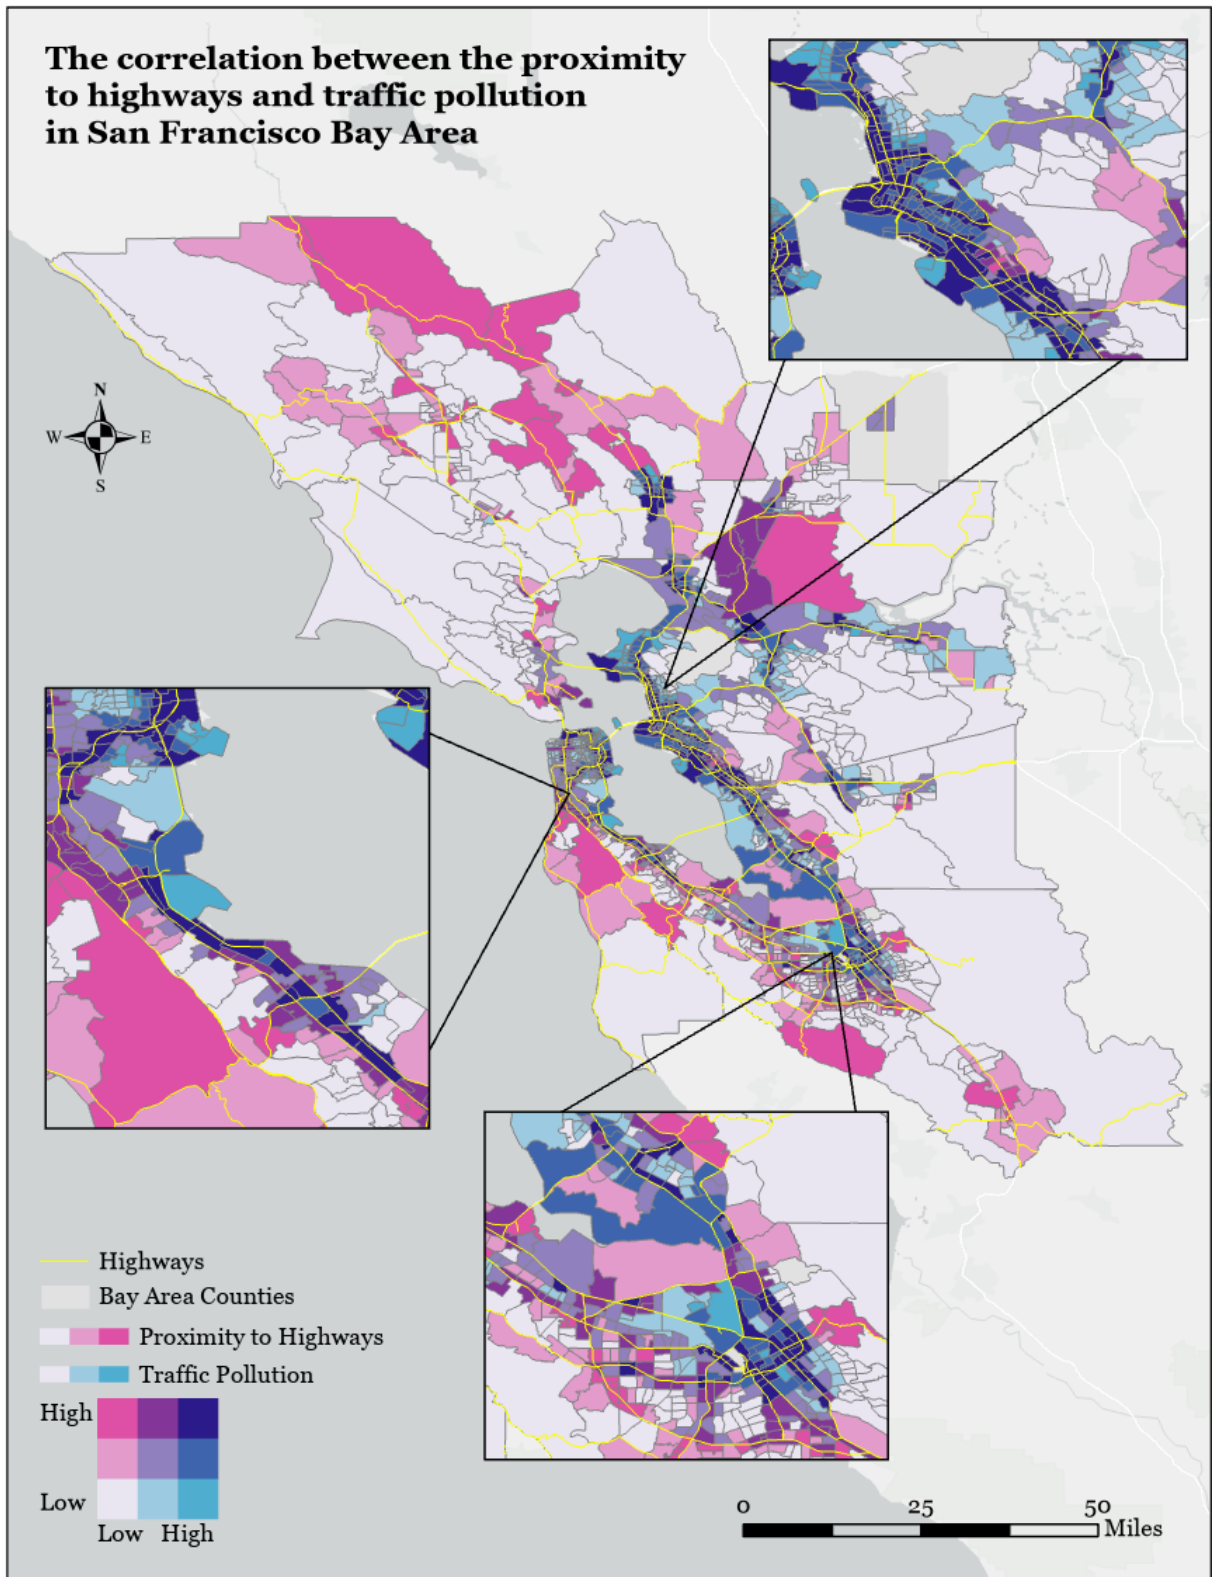 The correlation between the proximity
to highways and traffic pollution
in San Francisco Bay Area
N
W E
S
Highways
Bay Area Counties
Proximity to Highways
Traffic Pollution
High
Low
Low High
0 25 50
Miles